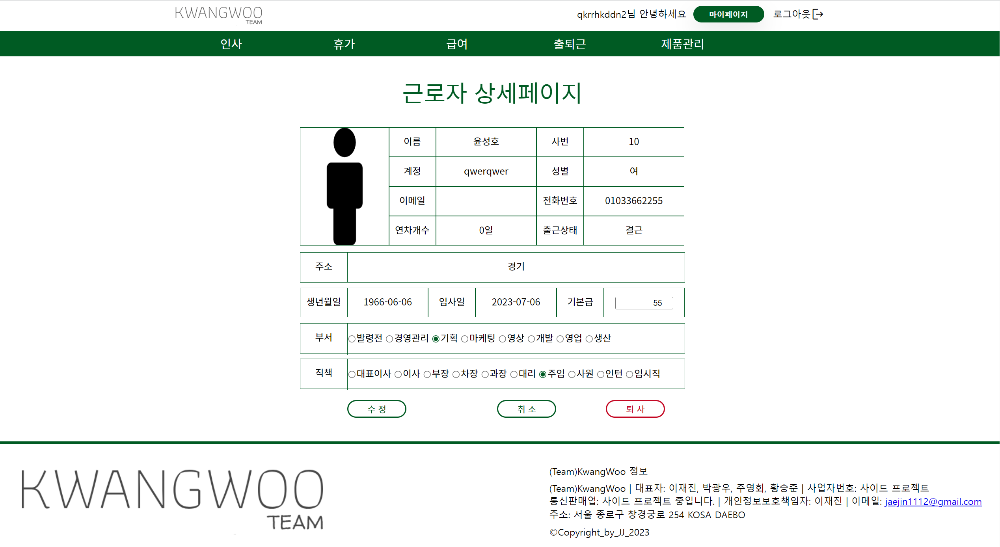 KWANGWOO
TEAM
qkrrhkddn2님 안녕하세요 마이페이지 로그아웃
인사 휴가 급여 출퇴근 제품관리
근로자 상세페이지
이름 윤성호 사번 10
계정 qwerqwer 성별 여
이메일 전화번호 01033662255
연차개수 0일 출근상태 결근
주소 경기
생년월일 1966-06-06 입사일 2023-07-06 기본급 55
부서 발령전 경영관리 기획 마케팅 영상 개발 영업 생산
직책 대표이사 이사 부장 차장 과장 대리 주임 사원 인턴 임시직
수 정 취 소 퇴 사
KWANGWOO
TEAM
(Team)KwangWoo 정보
(Team)KwangWoo | 대표자: 이재진, 박광우, 주영회, 황승준 | 사업자번호: 사이드 프로젝트
통신판매업: 사이드 프로젝트 중입니다. | 개인정보보호책임자: 이재진 | 이메일: jaejin1112@gmail.com
주소: 서울 종로구 창경궁로 254 KOSA DAEBO
©Copyright_by_JJ_2023